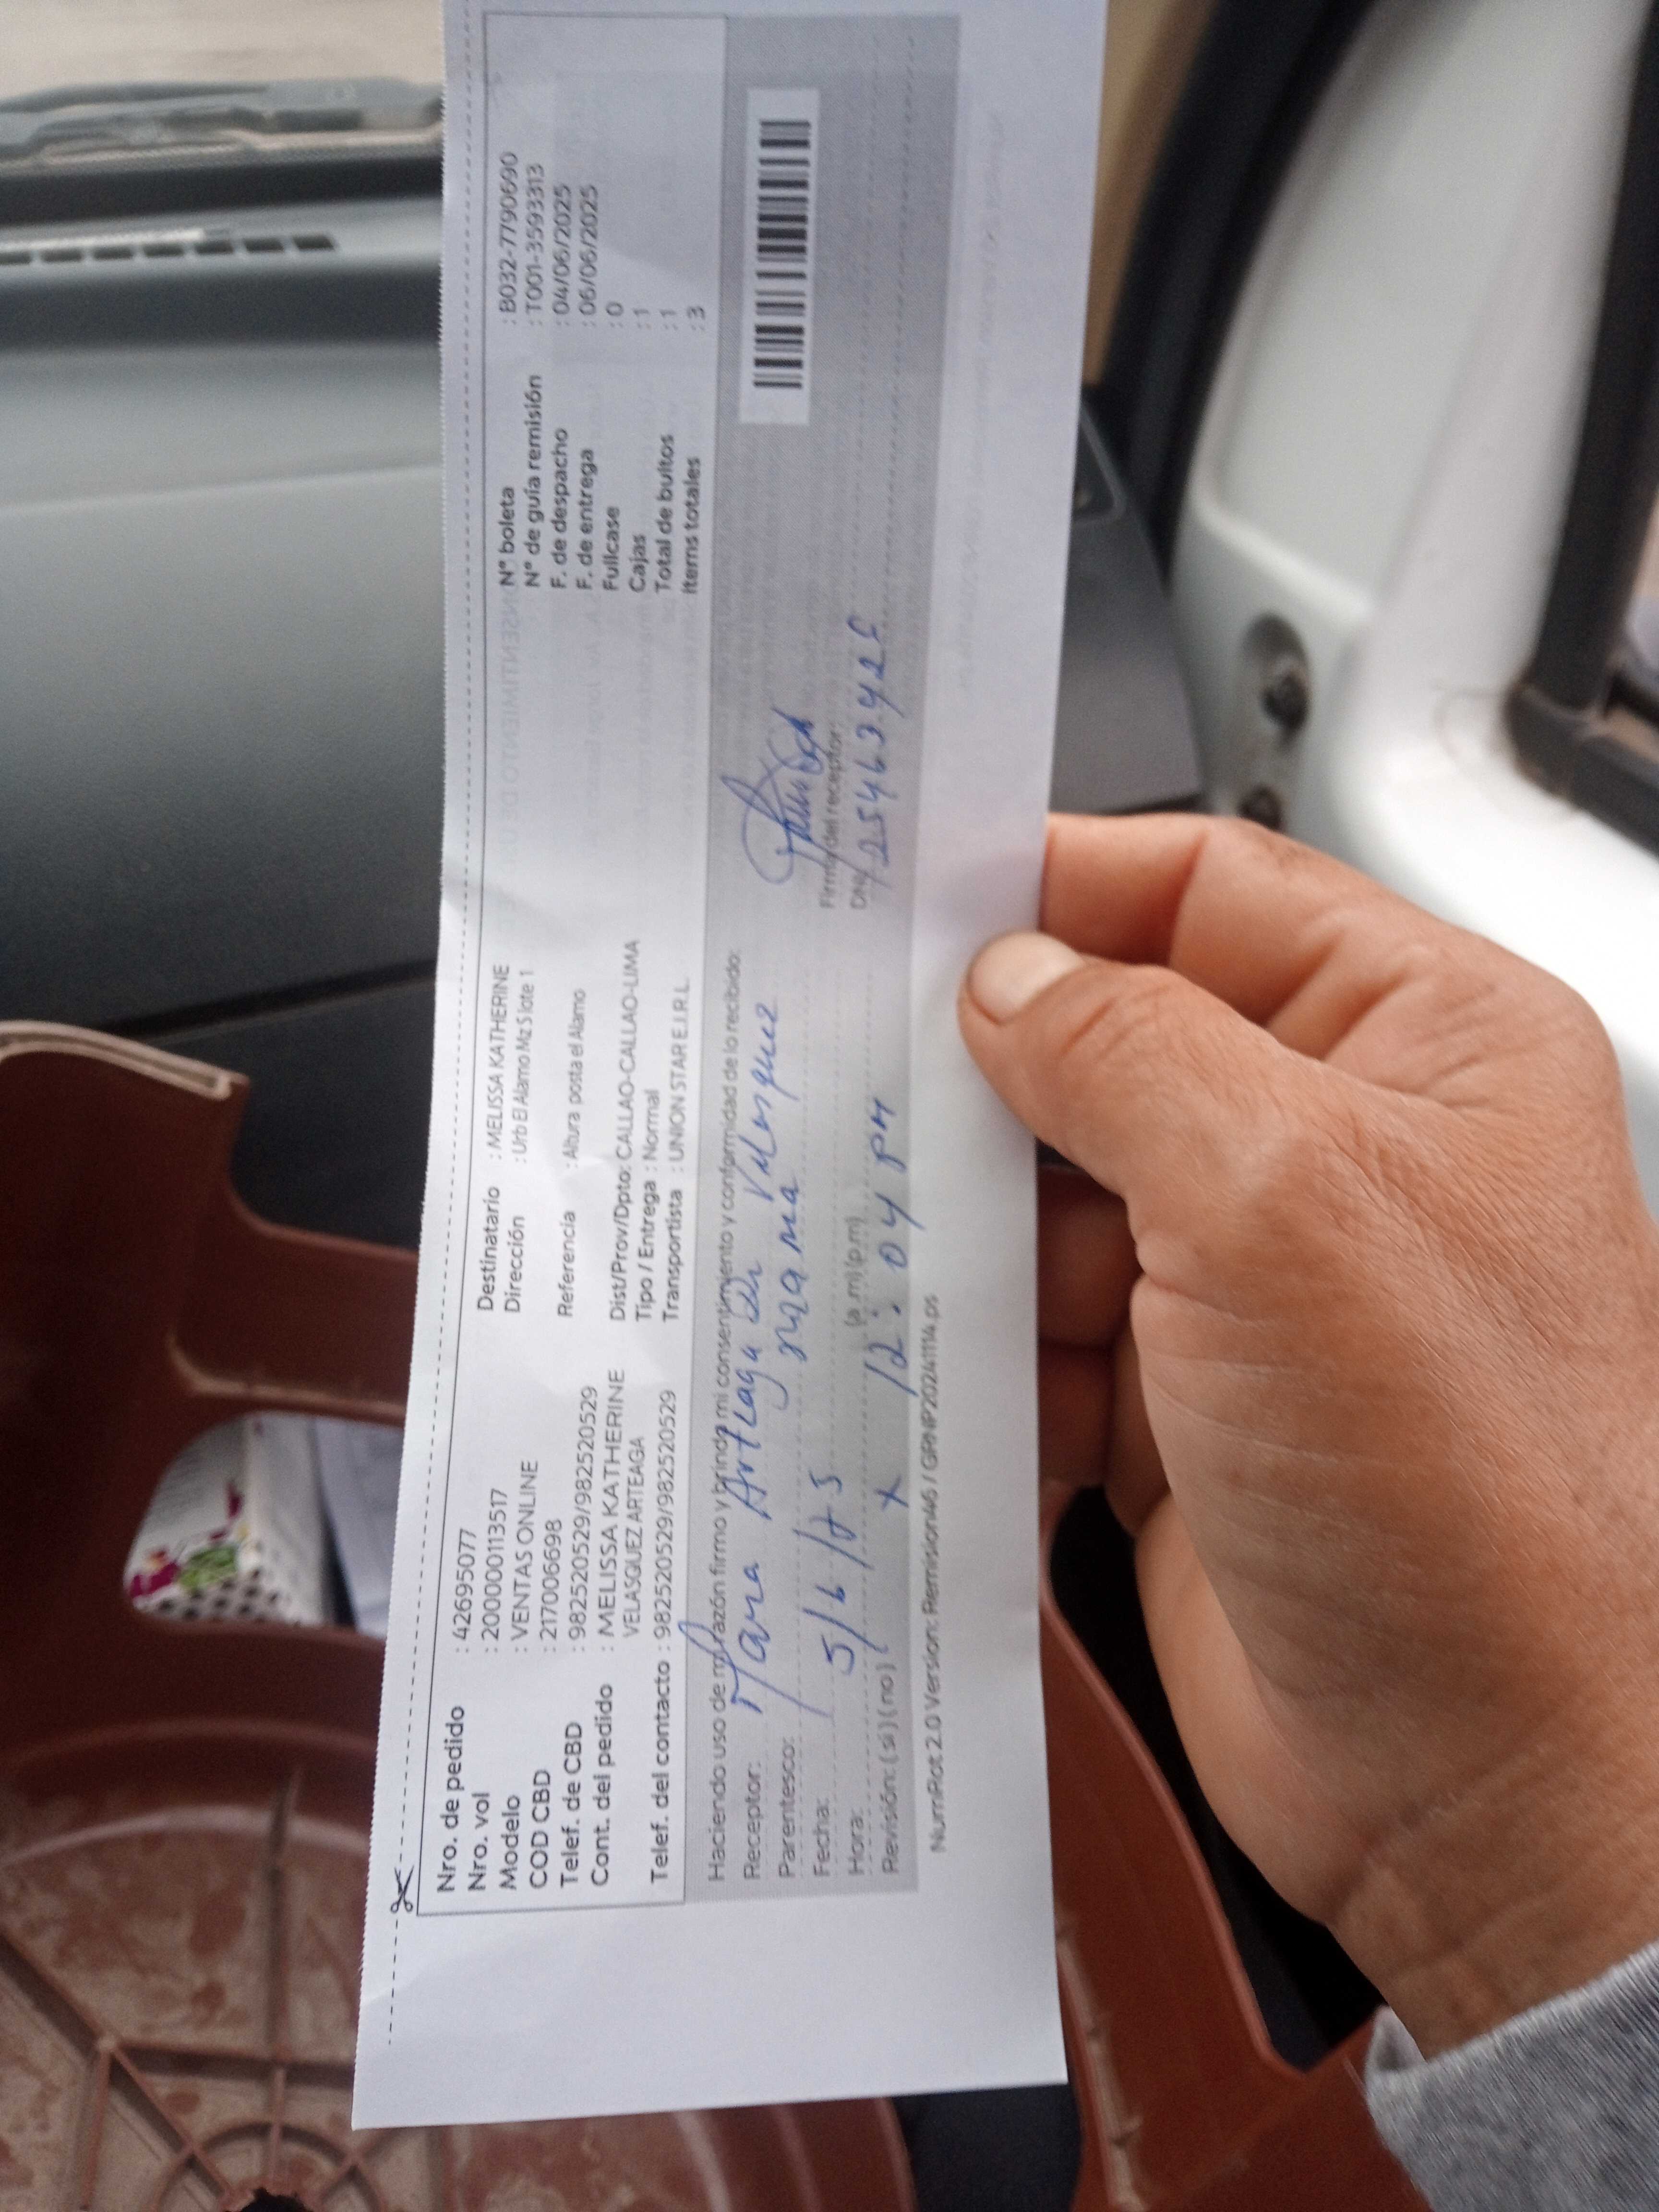 Nro. de pedido : 42695077
Nro. vol : 200000113517
Modelo : VENTAS ONLINE
COD CBD : 217006698
Telef. de CBD : 982520529/982520529
Cont. del pedido : MELISSA KATHERINE
VELASQUEZ ARTEAGA
Telef. del contacto : 982520529/982520529
Destinatario : MELISSA KATHERINE
Dirección : Urb El Alamo Mz S lote 1
Referencia : Altura posta el Alamo
Dist/Prov/Dpto: CALLAO-CALLAO-LIMA
Tipo / Entrega : Normal
Transportista : UNION STAR E.I.R.L.
N° boleta : B032-7790690
N° de guía remisión : T001-3593313
F. de despacho : 04/06/2025
F. de entrega : 06/06/2025
Fullcase : 0
Cajas : 1
Total de bultos : 1
Items totales : 3
Haciendo uso de mi razón firmo y brindo mi consentimiento y conformidad de lo recibido:
Receptor: Mara Arteaga de Velasquez
Parentesco: mama
Fecha: 5/6/25
Hora: 12:04 pm (a.m)(p.m)
Revisión: (si) (no) x
Firma del receptor:
DNI:
NumRot 2.0 Version: Remision46 / GRNP20241114.ps